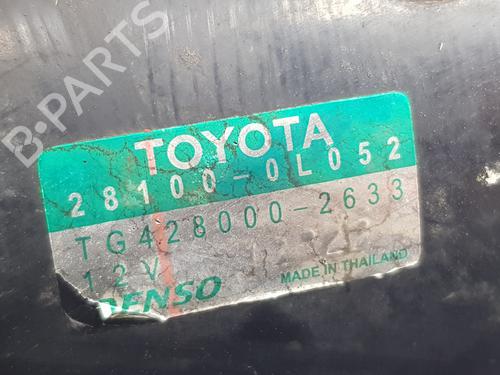 B-PARTS
TOYOTA
28100-0L052
TG428000-2633
12V
DENSO
MADE IN THAILAND